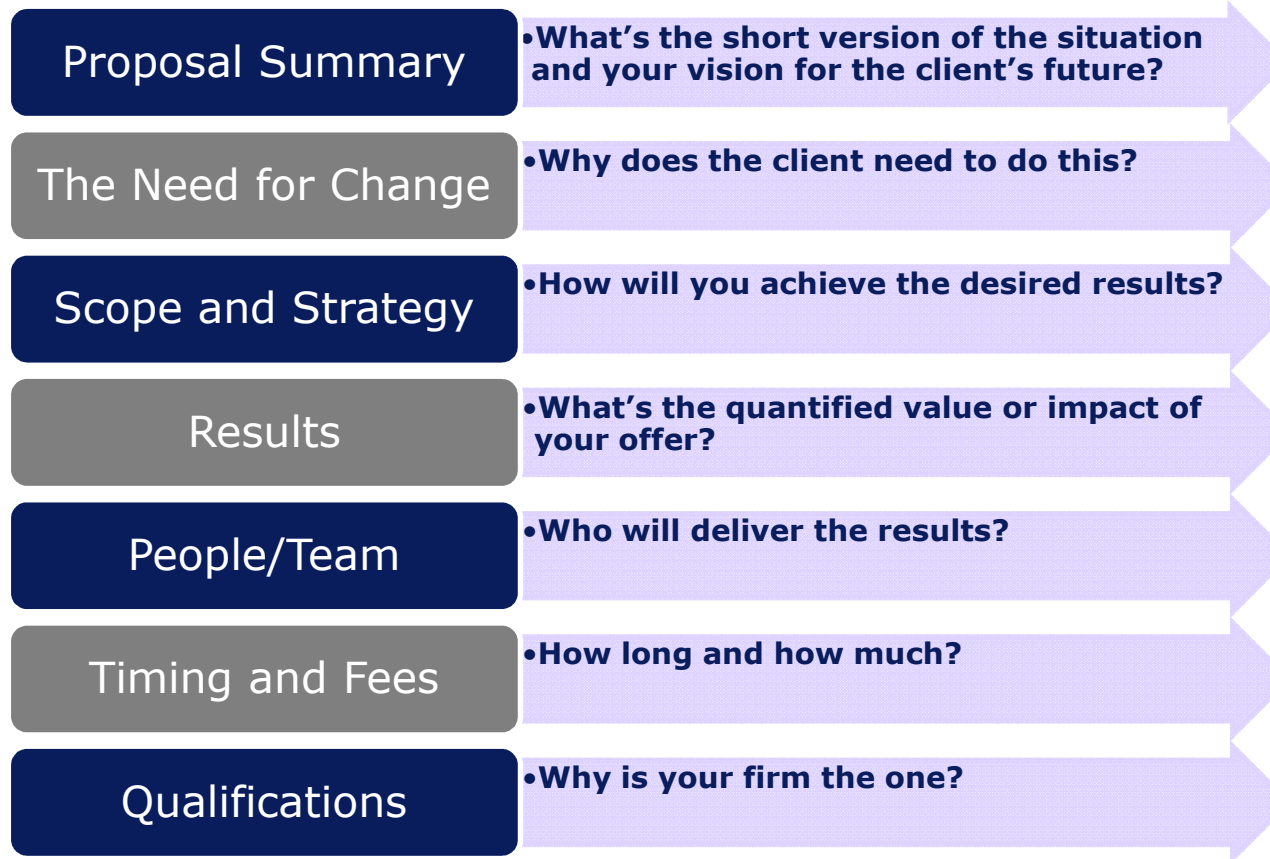 Proposal Summary
•What’s the short version of the situation
and your vision for the client’s future?
The Need for Change
•Why does the client need to do this?
Scope and Strategy
•How will you achieve the desired results?
Results
•What’s the quantified value or impact of
your offer?
People/Team
•Who will deliver the results?
Timing and Fees
•How long and how much?
Qualifications
•Why is your firm the one?